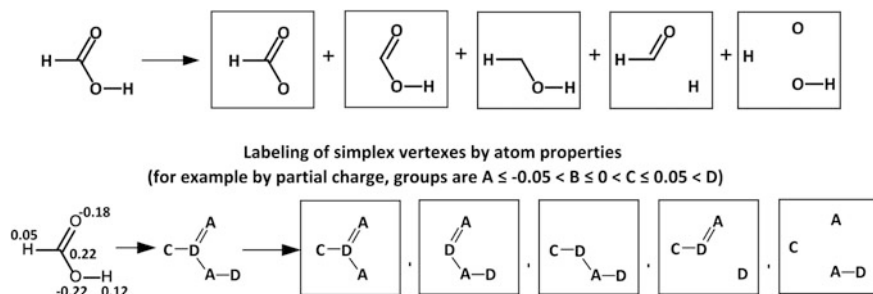 O O O O O
H H H
H + + + +
O—H O O—H O—H H O—H
Labeling of simplex vertexes by atom properties
(for example by partial charge, groups are A ≤ -0.05 < B ≤ 0 < C ≤ 0.05 < D)
O -0.18 A A A A A
0.05
H 0.22 C–D C–D , D , C–D , C–D , C
O—H A–D A A–D A–D D A–D
-0.22 0.12